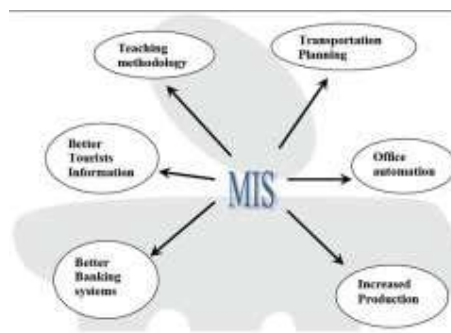 Teaching
methodology
Transportation
Planning
Better
Tourists
Information
Office
automation
MIS
Better
Banking
systems
Increased
Production